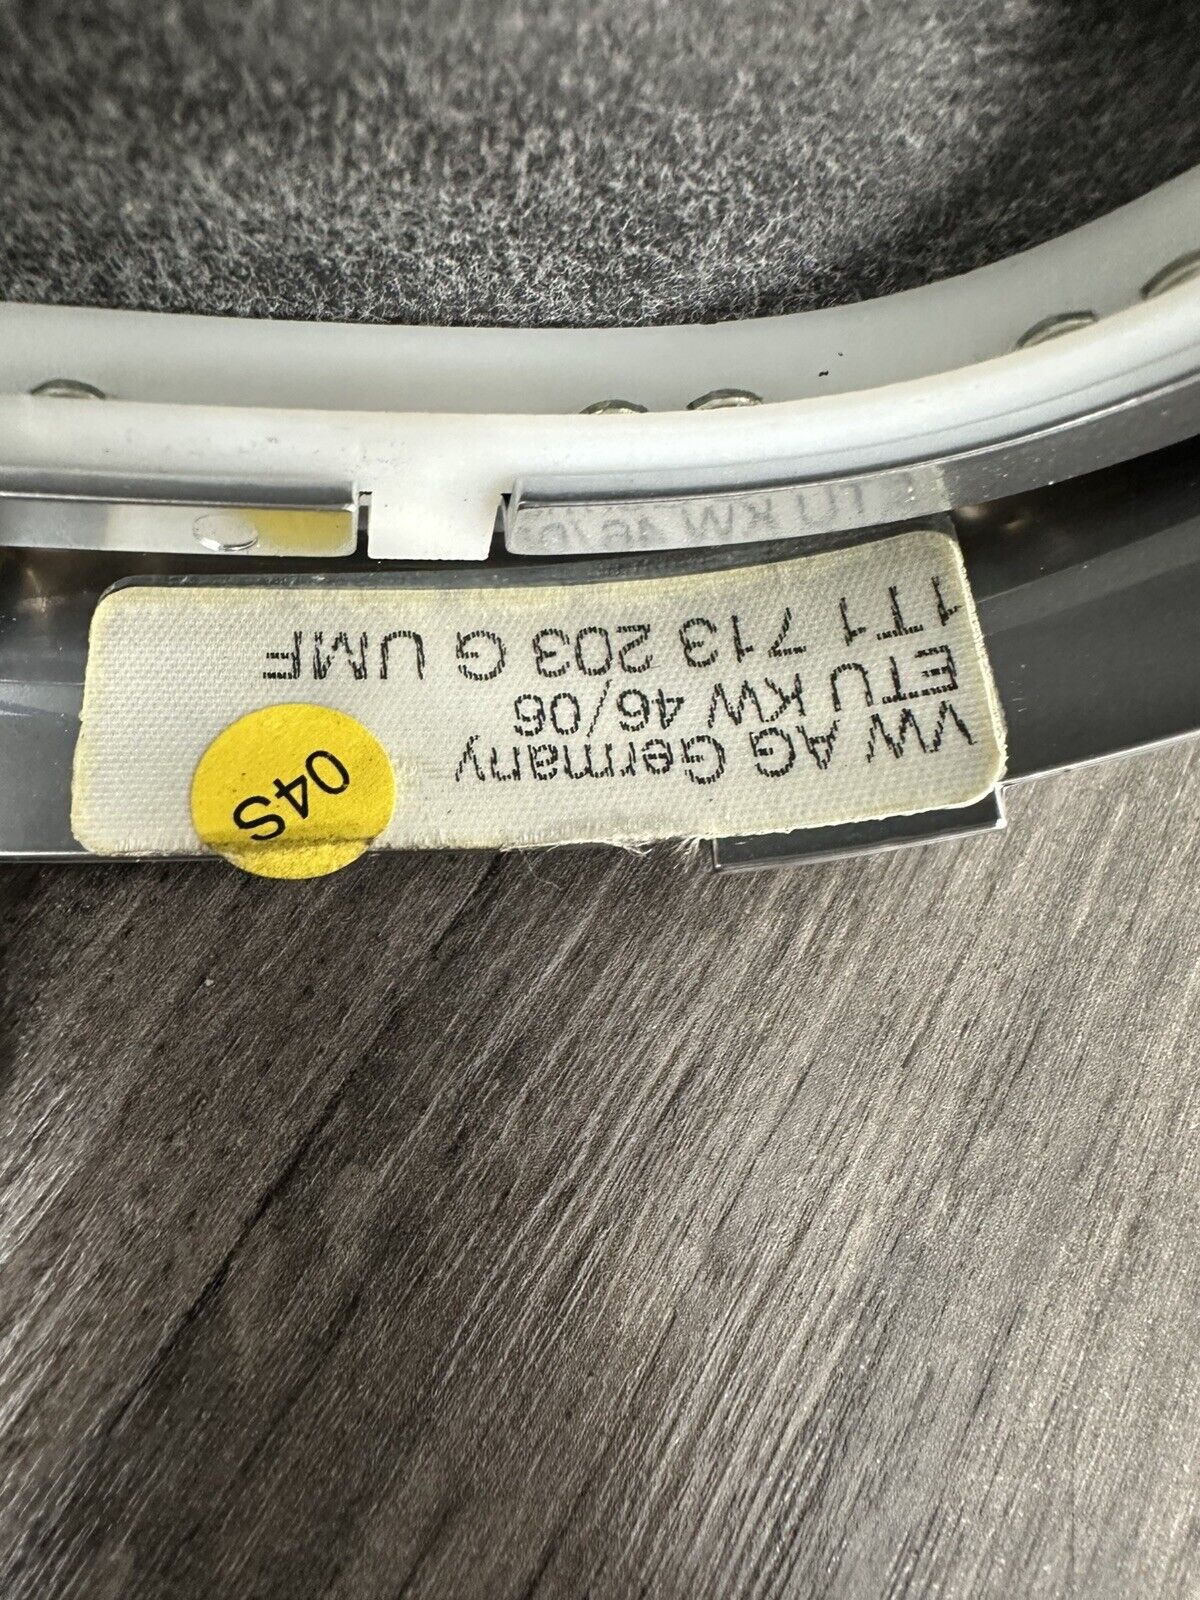 VW AG Germany
ETU KW 46/06
1T1 713 203 G UMF
04S